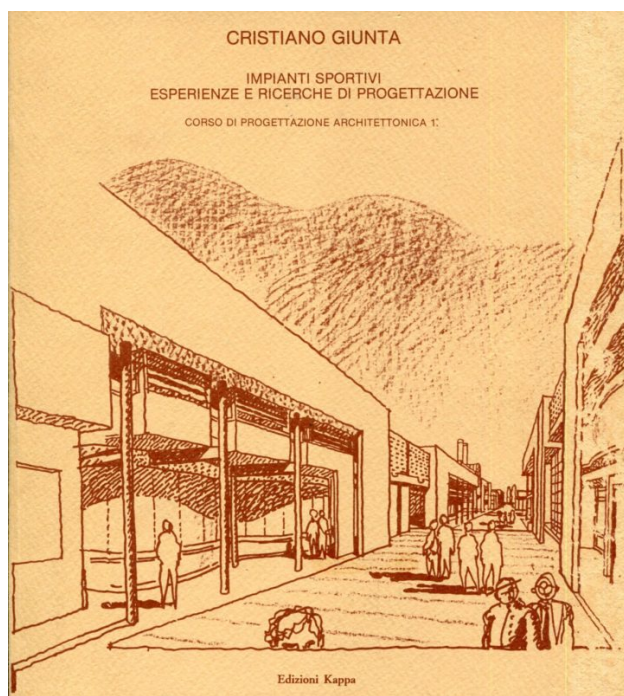 CRISTIANO GIUNTA
IMPIANTI SPORTIVI
ESPERIENZE E RICERCHE DI PROGETTAZIONE
CORSO DI PROGETTAZIONE ARCHITETTONICA 1.
Edizioni Kappa